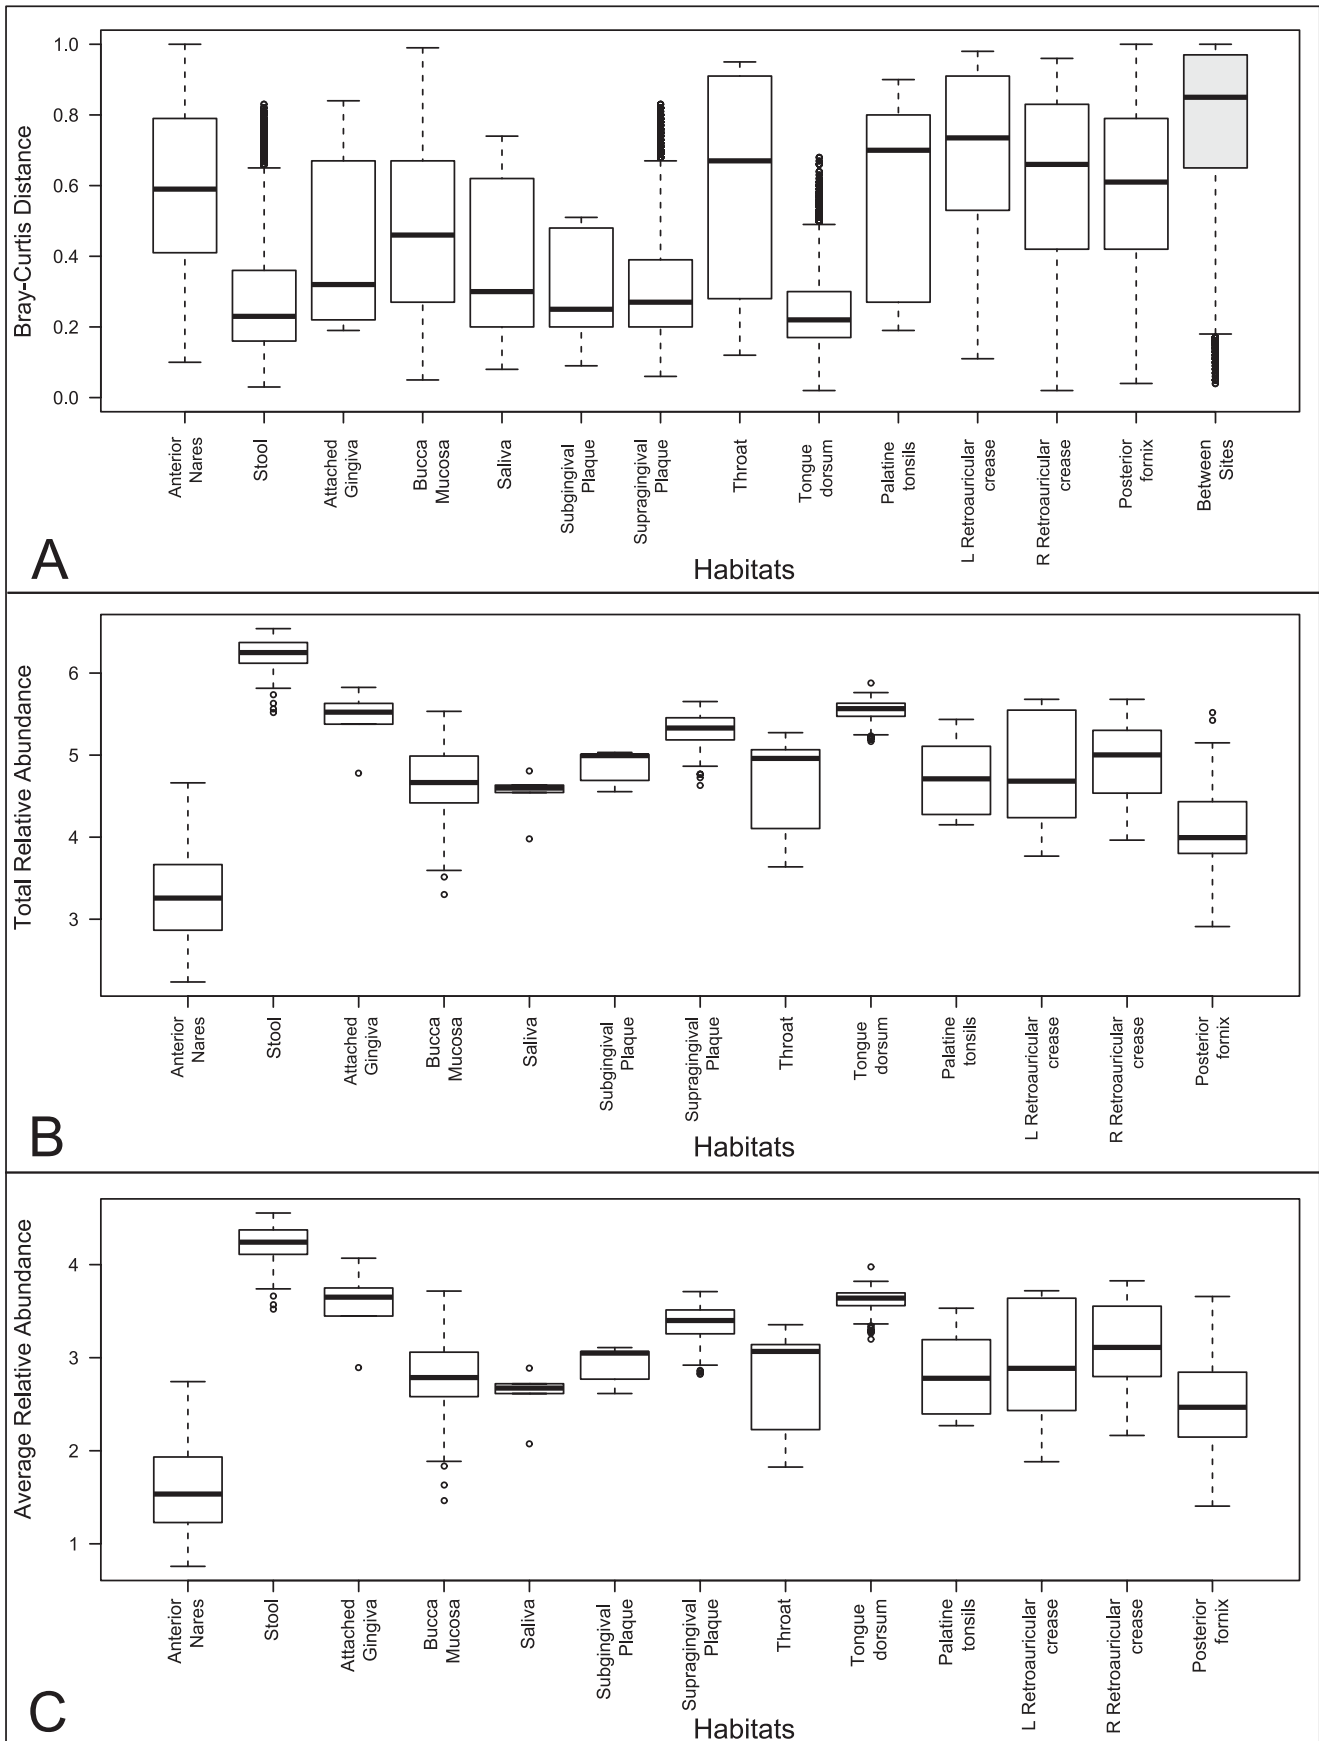 Bray-Curtis Distance
1.0
0.8
0.6
0.4
0.2
0.0
Anterior
Nares
Stool
Attached
Gingiva
Bucca
Mucosa
Saliva
Subgingival
Plaque
Supragingival
Plaque
Throat
Tongue
dorsum
Palatine
tonsils
L Retroauricular
crease
R Retroauricular
crease
Posterior
fornix
Between
Sites
A
Habitats
Total Relative Abundance
6
5
4
3
Anterior
Nares
Stool
Attached
Gingiva
Bucca
Mucosa
Saliva
Subgingival
Plaque
Supragingival
Plaque
Throat
Tongue
dorsum
Palatine
tonsils
L Retroauricular
crease
R Retroauricular
crease
Posterior
fornix
B
Habitats
Average Relative Abundance
4
3
2
1
Anterior
Nares
Stool
Attached
Gingiva
Bucca
Mucosa
Saliva
Subgingival
Plaque
Supragingival
Plaque
Throat
Tongue
dorsum
Palatine
tonsils
L Retroauricular
crease
R Retroauricular
crease
Posterior
fornix
C
Habitats